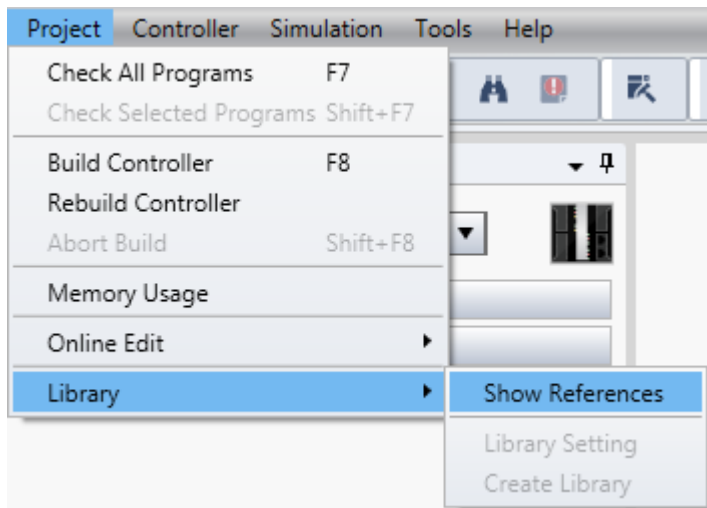 Project Controller Simulation Tools Help
Check All Programs F7
Check Selected Programs Shift+F7
Build Controller F8
Rebuild Controller
Abort Build Shift+F8
Memory Usage
Online Edit
Library
Show References
Library Setting
Create Library